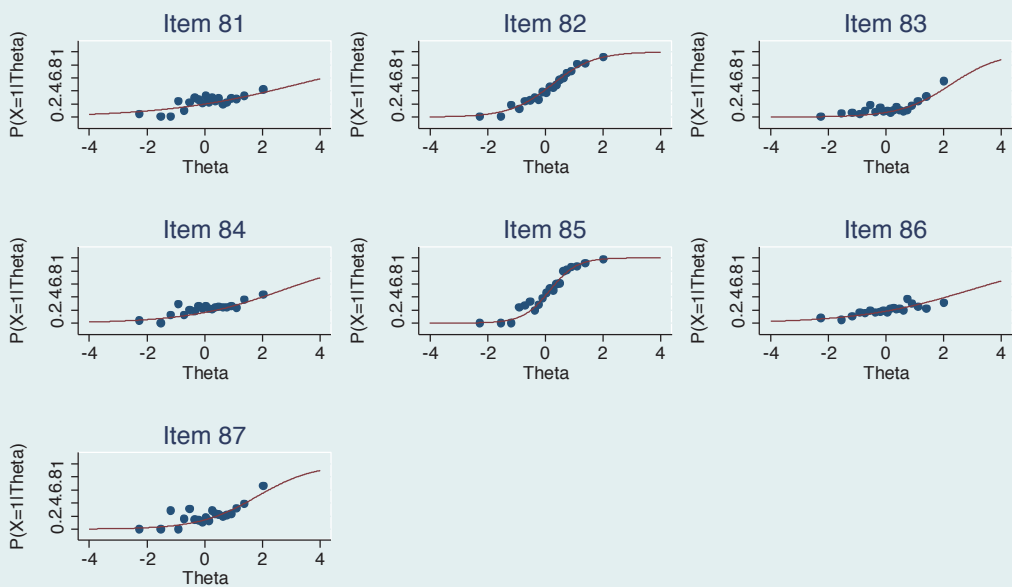 Item 81
P(X=1|Theta)
0.2.4.6.81
-4 -2 0 2 4
Theta
Item 82
P(X=1|Theta)
0.2.4.6.81
-4 -2 0 2 4
Theta
Item 83
P(X=1|Theta)
0.2.4.6.81
-4 -2 0 2 4
Theta
Item 84
P(X=1|Theta)
0.2.4.6.81
-4 -2 0 2 4
Theta
Item 85
P(X=1|Theta)
0.2.4.6.81
-4 -2 0 2 4
Theta
Item 86
P(X=1|Theta)
0.2.4.6.81
-4 -2 0 2 4
Theta
Item 87
P(X=1|Theta)
0.2.4.6.81
-4 -2 0 2 4
Theta